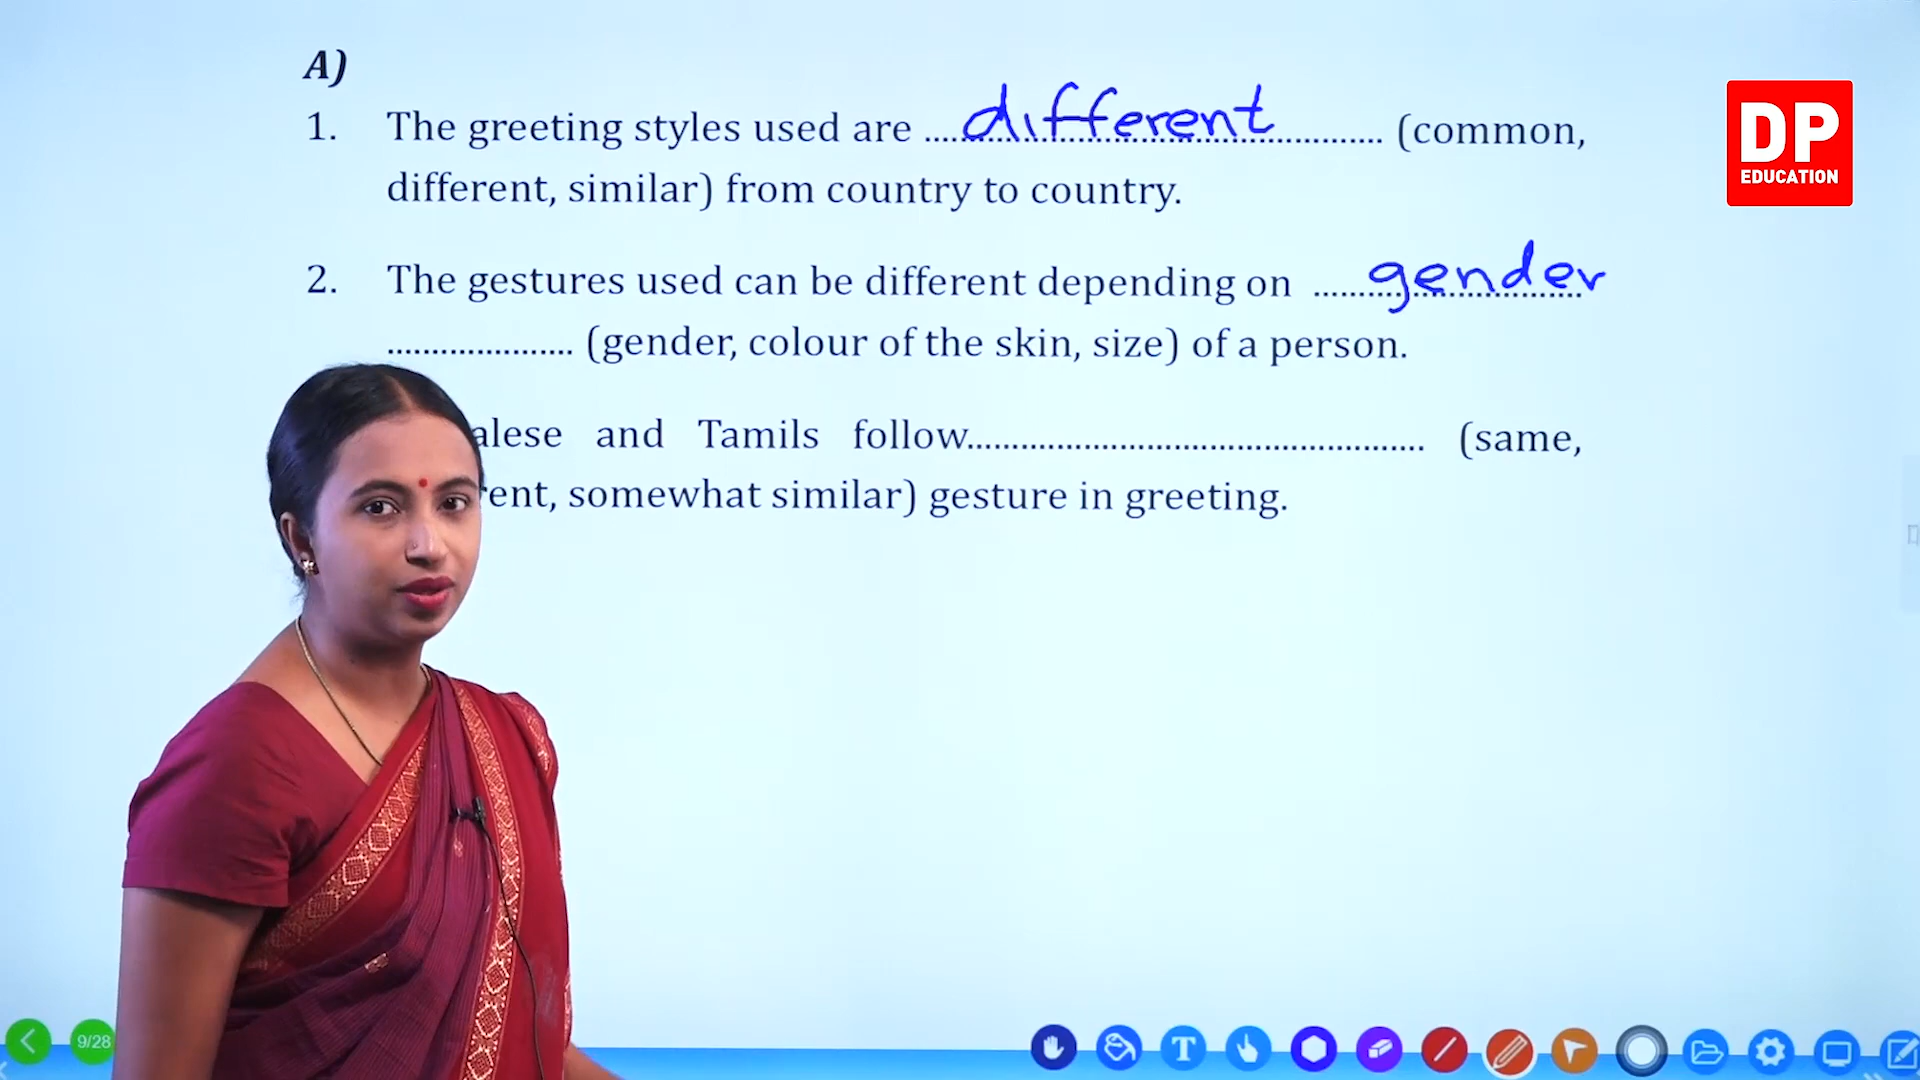 A)
1. The greeting styles used are ....different.... (common,
different, similar) from country to country.
2. The gestures used can be different depending on ....gender
.................... (gender, colour of the skin, size) of a person.
alese and Tamils follow.................................................. (same,
rent, somewhat similar) gesture in greeting.
DP
EDUCATION
9/28
T